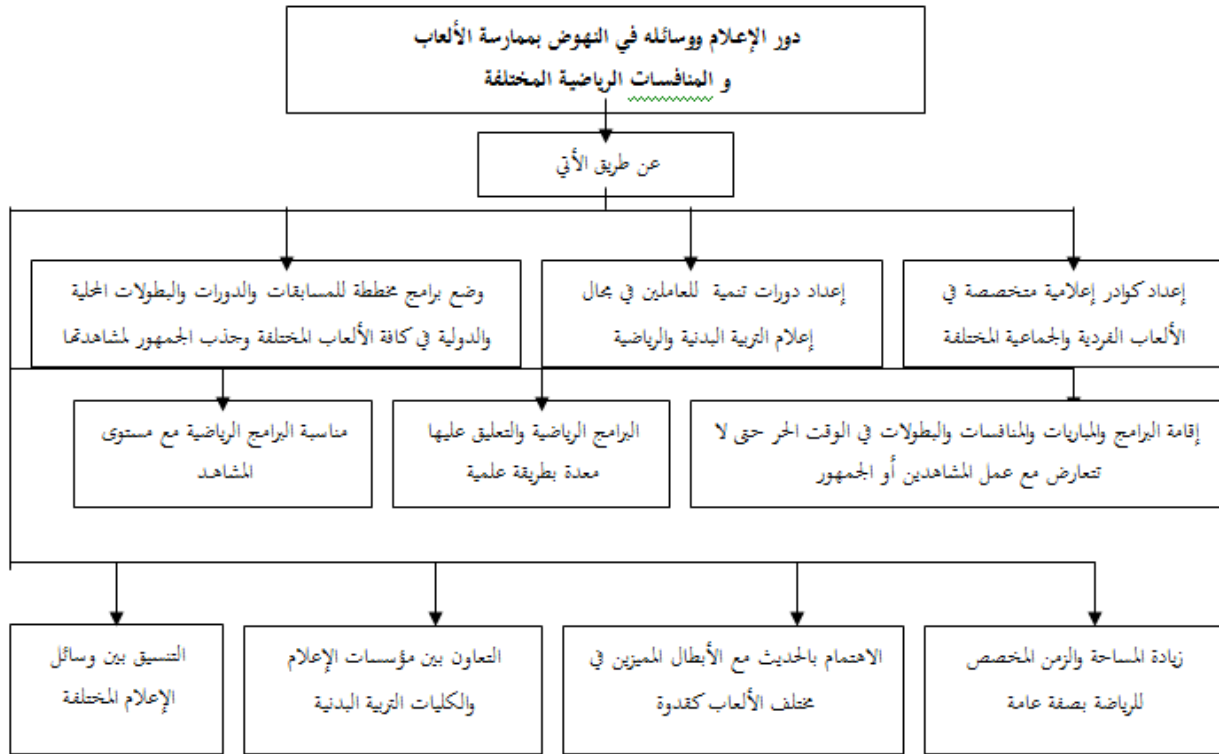 دور الإعلام ووسائله في النهوض بممارسة الألعاب
و المنافسات الرياضية المختلفة
عن طريق الأتي
إعداد كوادر إعلامية متخصصة في
الألعاب الفردية والجماعية المختلفة
إعداد دورات تنمية للعاملين في مجال
إعلام التربية البدنية والرياضية
وضع برامج مخططة للمسابقات والدورات والبطولات المحلية
والدولية في كافة الألعاب المختلفة وجذب الجمهور لمشاهدتها
إقامة البرامج والمباريات والمنافسات والبطولات في الوقت الحر حتى لا
تتعارض مع عمل المشاهدين أو الجمهور
البرامج الرياضية والتعليق عليها
معدة بطريقة علمية
مناسبة البرامج الرياضية مع مستوى
المشاهد
زيادة المساحة والزمن المخصص
للرياضة بصفة عامة
الاهتمام بالحديث مع الأبطال المميزين في
مختلف الألعاب كقدوة
التعاون بين مؤسسات الإعلام
والكليات التربية البدنية
التنسيق بين وسائل
الإعلام المختلفة